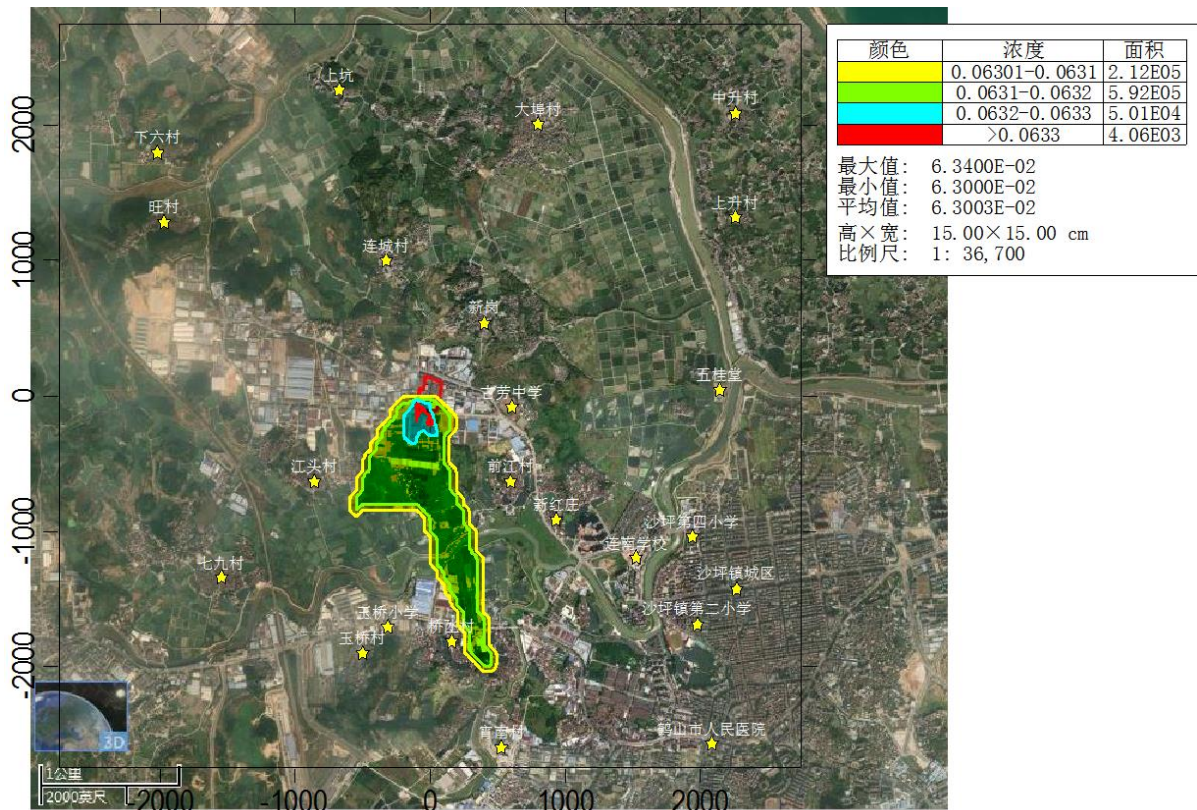 颜色 浓度 面积
0.06301-0.0631 2.12E05
0.0631-0.0632 5.92E05
0.0632-0.0633 5.01E04
>0.0633 4.06E03
最大值: 6.3400E-02
最小值: 6.3000E-02
平均值: 6.3003E-02
高×宽: 15.00×15.00 cm
比例尺: 1: 36,700
上坑
大埠村
中升村
2000
下六村
旺村
上升村
连城村
1000
新岗
五桂堂
0
古劳中学
江头村
前江村
新红庄
-1000
沙坪第四小学
连南学校
七九村
沙坪镇城区
玉桥小学
沙坪镇第二小学
玉桥村
-2000
鹤山市人民医院
3D
1公里
2000英尺
-2000 -1000 0 1000 2000